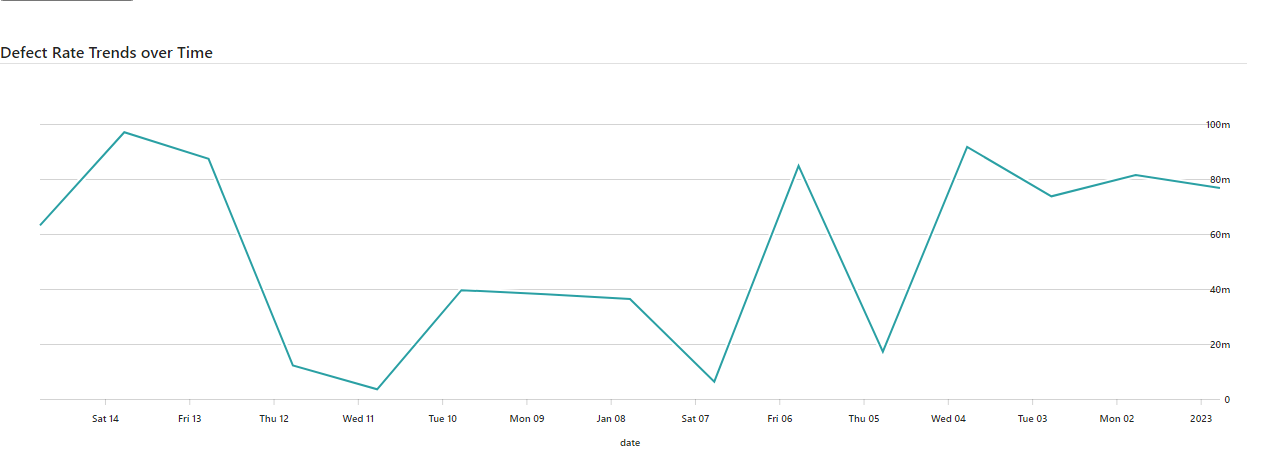 Defect Rate Trends over Time
100m
80m
60m
40m
20m
0
Sat 14 Fri 13 Thu 12 Wed 11 Tue 10 Mon 09 Jan 08 Sat 07 Fri 06 Thu 05 Wed 04 Tue 03 Mon 02 2023
date